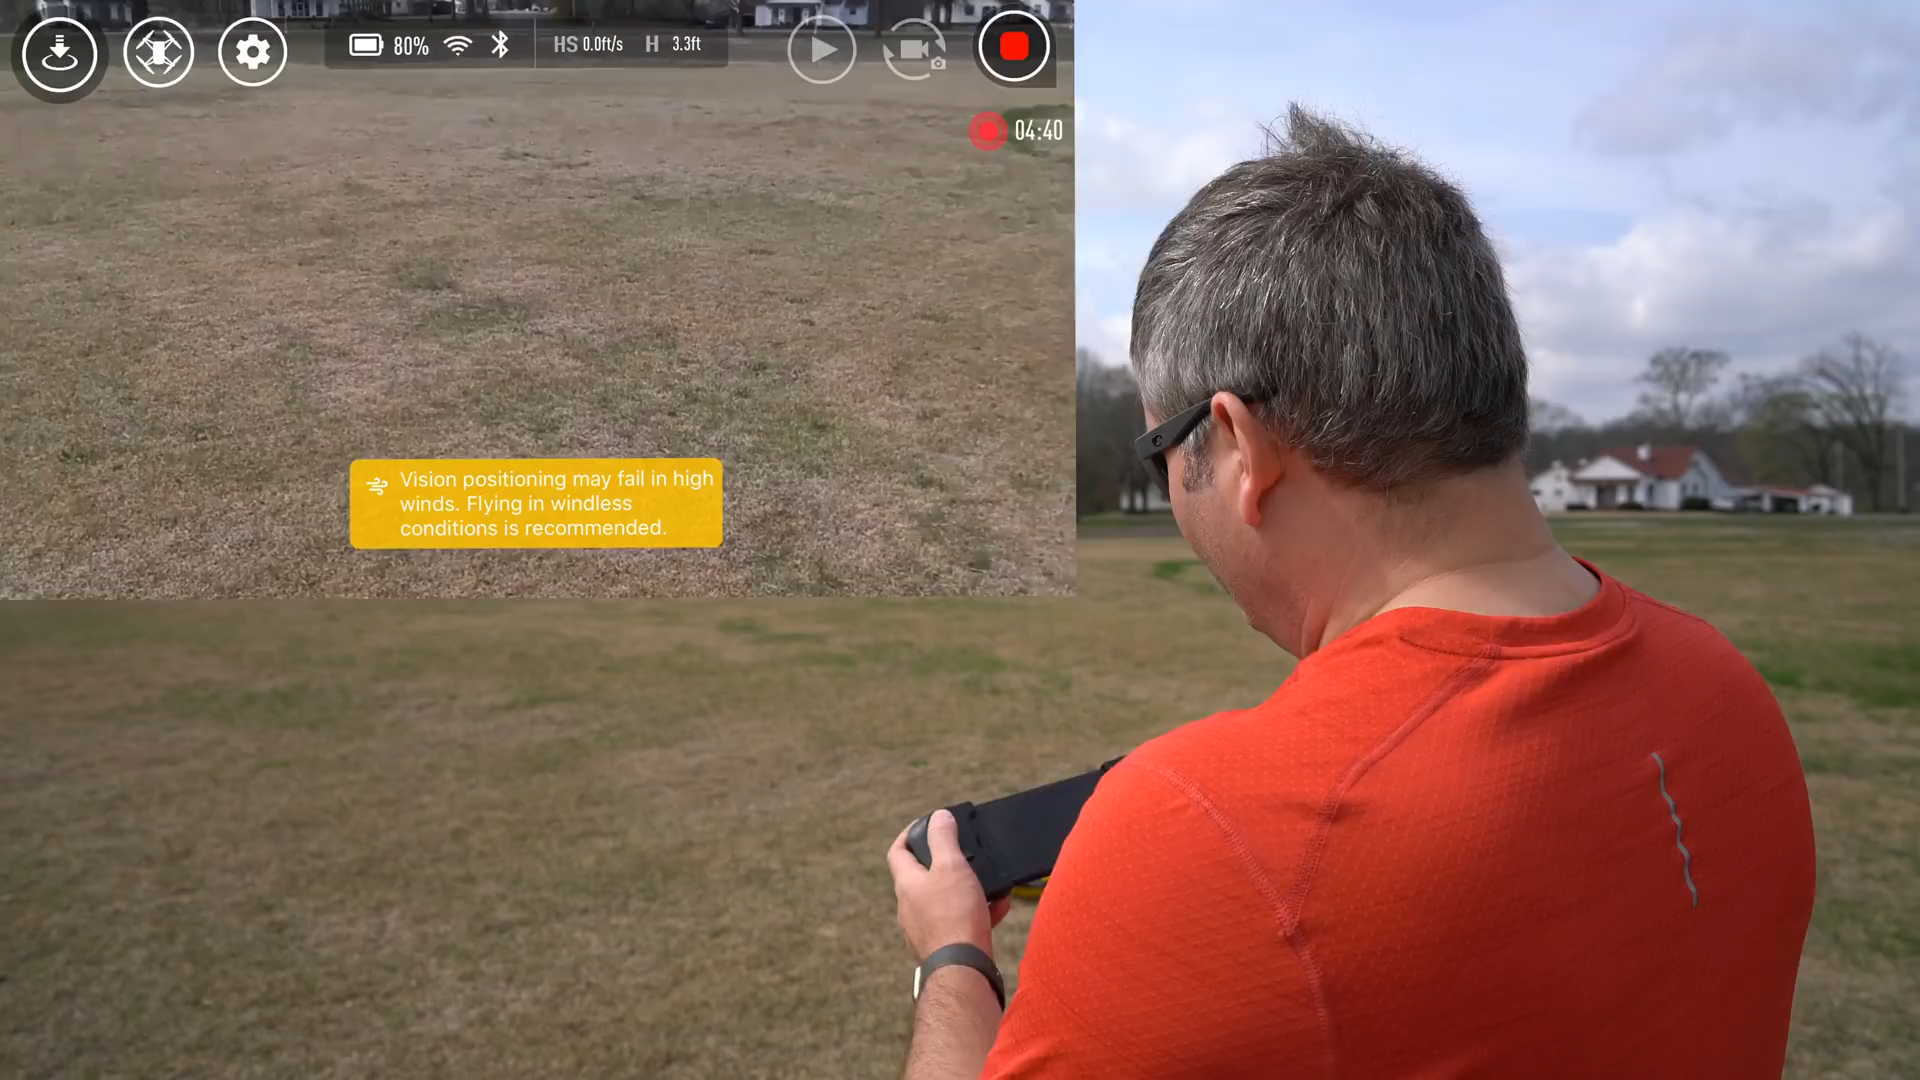 80%
HS 0.0ft/s
H 3.3ft
04:40
Vision positioning may fail in high
winds. Flying in windless
conditions is recommended.